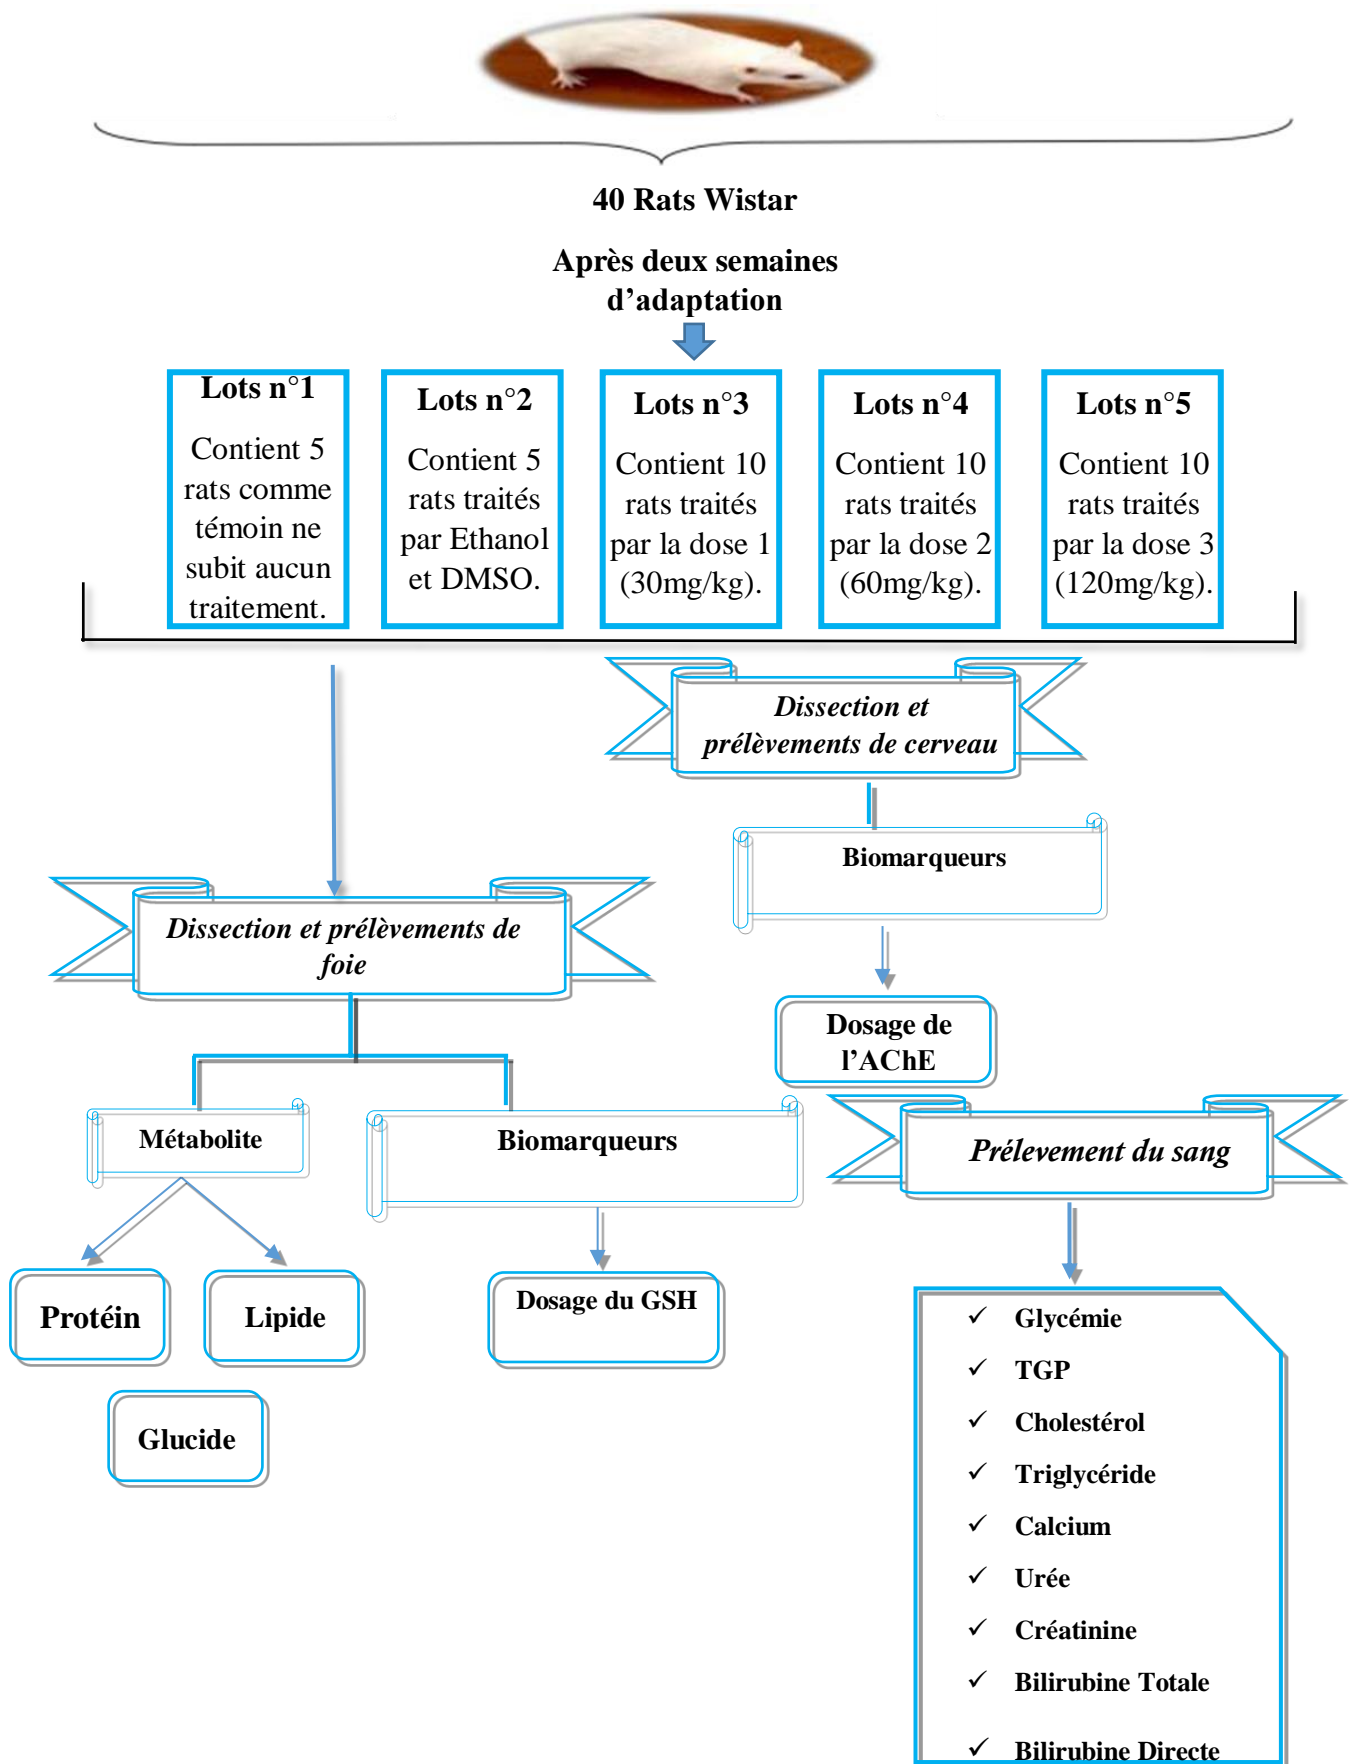 40 Rats Wistar
Après deux semaines
d’adaptation
Lots n°1
Contient 5
rats comme
témoin ne
subit aucun
traitement.
Lots n°2
Contient 5
rats traités
par Ethanol
et DMSO.
Lots n°3
Contient 10
rats traités
par la dose 1
(30mg/kg).
Lots n°4
Contient 10
rats traités
par la dose 2
(60mg/kg).
Lots n°5
Contient 10
rats traités
par la dose 3
(120mg/kg).
Dissection et
prélèvements de cerveau
Biomarqueurs
Dosage de
l’AChE
Dissection et prélèvements de
foie
Métabolite
Biomarqueurs
Protéin
Lipide
Glucide
Dosage du GSH
Prélevement du sang
✓ Glycémie
✓ TGP
✓ Cholestérol
✓ Triglycéride
✓ Calcium
✓ Urée
✓ Créatinine
✓ Bilirubine Totale
✓ Bilirubine Directe